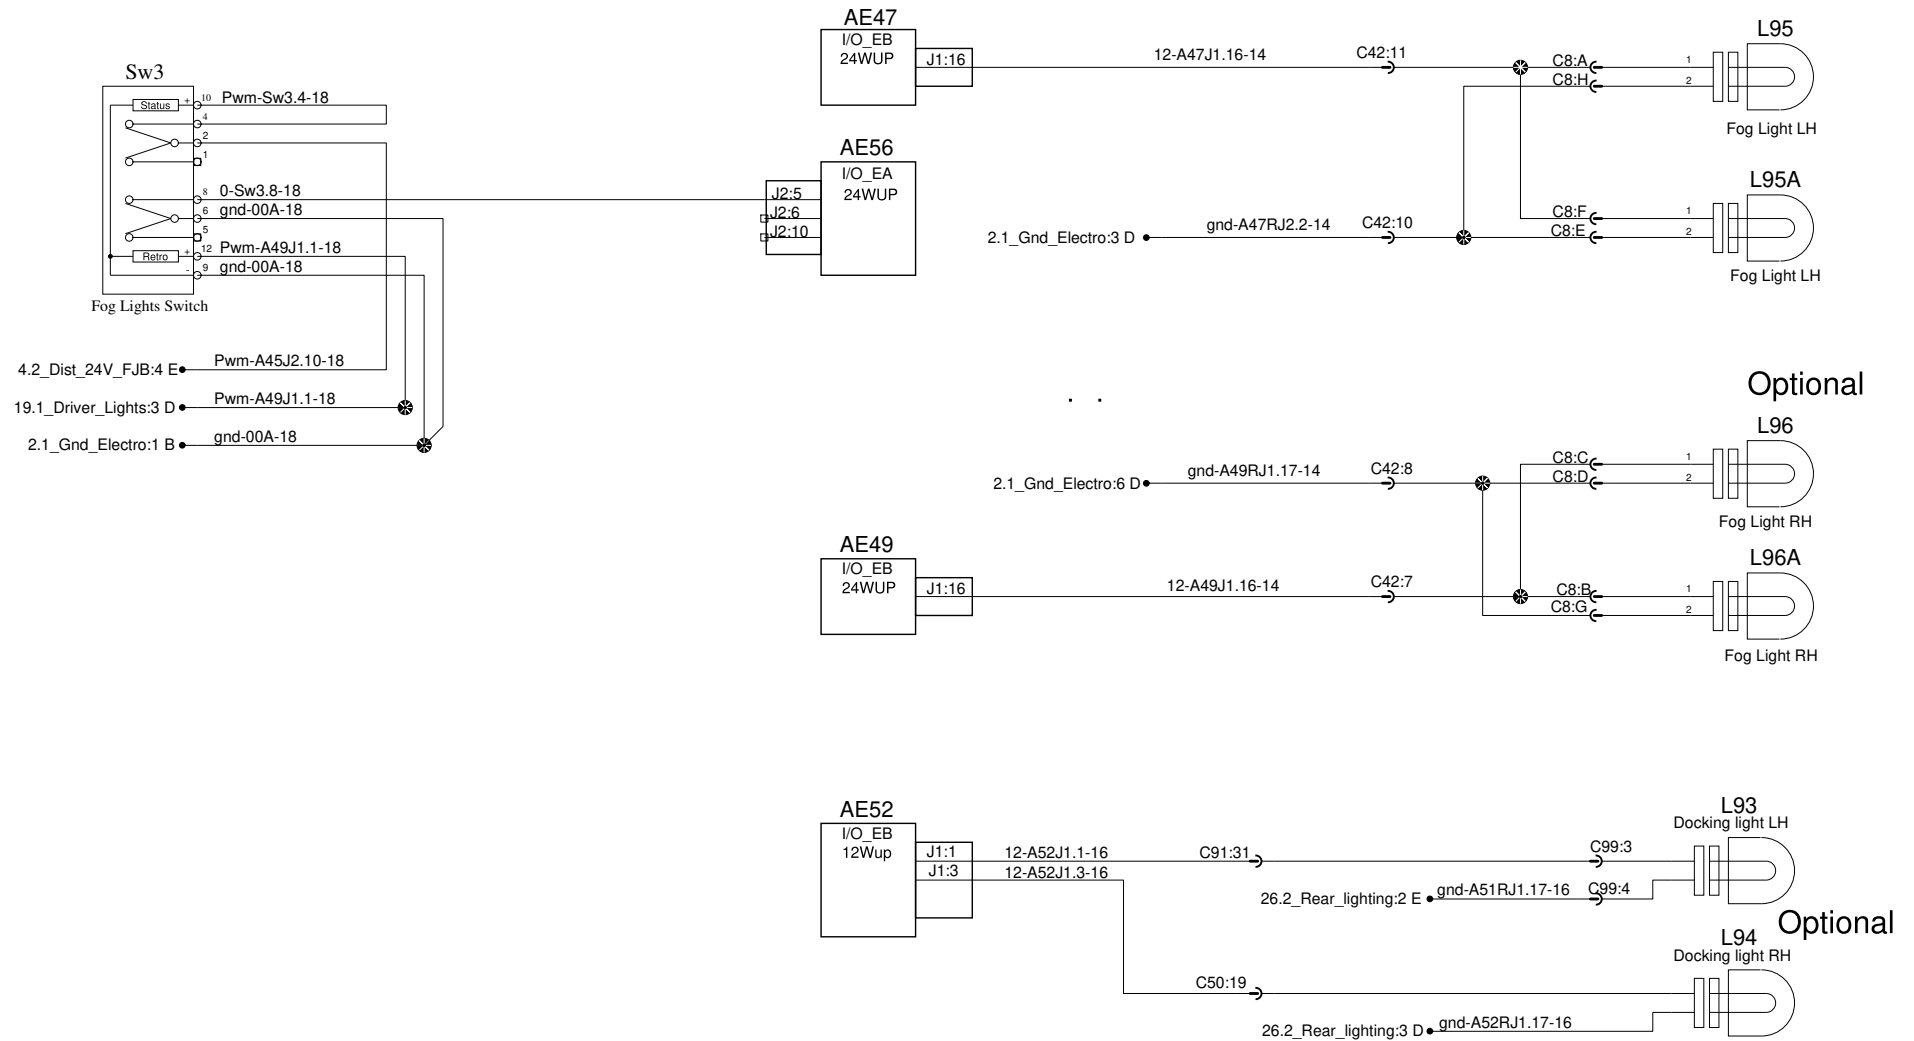 Sw3
Status
+
10
Pwm-Sw3.4-18
4
2
1
8
0-Sw3.8-18
6
gnd-00A-18
5
Retro
+
12
Pwm-A49J1.1-18
-
9
gnd-00A-18
Fog Lights Switch
4.2_Dist_24V_FJB:4 E
Pwm-A45J2.10-18
19.1_Driver_Lights:3 D
Pwm-A49J1.1-18
2.1_Gnd_Electro:1 B
gnd-00A-18
AE47
I/O_EB
24WUP
J1:16
12-A47J1.16-14
C42:11
C8:A
C8:H
1
2
L95
Fog Light LH
AE56
I/O_EA
24WUP
J2:5
J2:6
J2:10
2.1_Gnd_Electro:3 D
gnd-A47RJ2.2-14
C42:10
C8:F
C8:E
1
2
L95A
Fog Light LH
Optional
L96
2.1_Gnd_Electro:6 D
gnd-A49RJ1.17-14
C42:8
C8:C
C8:D
1
2
Fog Light RH
AE49
I/O_EB
24WUP
J1:16
12-A49J1.16-14
C42:7
C8:B
C8:G
1
2
L96A
Fog Light RH
AE52
I/O_EB
12Wup
J1:1
J1:3
12-A52J1.1-16
12-A52J1.3-16
C91:31
C99:3
L93
Docking light LH
26.2_Rear_lighting:2 E
gnd-A51RJ1.17-16
C99:4
Optional
L94
Docking light RH
C50:19
26.2_Rear_lighting:3 D
gnd-A52RJ1.17-16